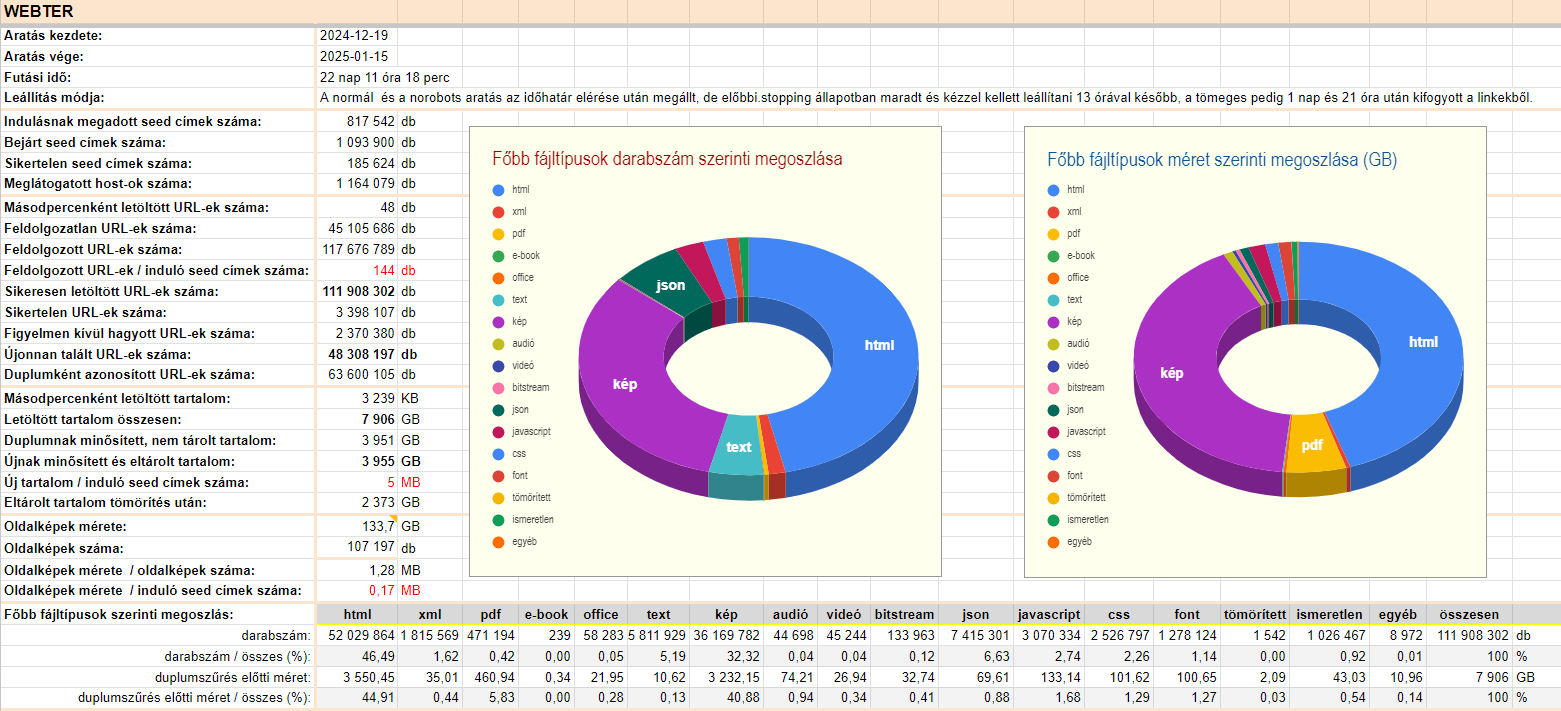 WEBTER
Aratás kezdete: 2024-12-19
Aratás vége: 2025-01-15
Futási idő: 22 nap 11 óra 18 perc
Leállítás módja: A normál és a norobots aratás az időhatár elérése után megállt, de előbbi.stopping állapotban maradt és kézzel kellett leállítani 13 órával később, a tömeges pedig 1 nap és 21 óra után kifogyott a linkekből.
Indulásnak megadott seed címek száma: 817 542 db
Bejárt seed címek száma: 1 093 900 db
Sikertelen seed címek száma: 185 624 db
Meglátogatott host-ok száma: 1 164 079 db
Másodpercenként letöltött URL-ek száma: 48 db
Feldolgozatlan URL-ek száma: 45 105 686 db
Feldolgozott URL-ek száma: 117 676 789 db
Feldolgozott URL-ek / induló seed címek száma: 144 db
Sikeresen letöltött URL-ek száma: 111 908 302 db
Sikertelen URL-ek száma: 3 398 107 db
Figyelmen kívül hagyott URL-ek száma: 2 370 380 db
Újonnan talált URL-ek száma: 48 308 197 db
Duplumként azonosított URL-ek száma: 63 600 105 db
Másodpercenként letöltött tartalom: 3 239 KB
Letöltött tartalom összesen: 7 906 GB
Duplumnak minősített, nem tárolt tartalom: 3 951 GB
Újnak minősített és eltárolt tartalom: 3 955 GB
Új tartalom / induló seed címek száma: 5 MB
Eltárolt tartalom tömörítés után: 2 373 GB
Oldalképek mérete: 133,7 GB
Oldalképek száma: 107 197 db
Oldalképek mérete / oldalképek száma: 1,28 MB
Oldalképek mérete / induló seed címek száma: 0,17 MB
Főbb fájltípusok darabszám szerinti megoszlása
html
xml
pdf
e-book
office
text
kép
audió
videó
bitstream
json
javascript
css
font
tömörített
ismeretlen
egyéb
json
html
kép
text
Főbb fájltípusok méret szerinti megoszlása (GB)
html
xml
pdf
e-book
office
text
kép
audió
videó
bitstream
json
javascript
css
font
tömörített
ismeretlen
egyéb
html
kép
pdf
Főbb fájltípusok szerinti megoszlás: html xml pdf e-book office text kép audió videó bitstream json javascript css font tömörített ismeretlen egyéb összesen
darabszám: 52 029 864 1 815 569 471 194 239 58 283 5 811 929 36 169 782 44 698 45 244 133 963 7 415 301 3 070 334 2 526 797 1 278 124 1 542 1 026 467 8 972 111 908 302 db
darabszám / összes (%): 46,49 1,62 0,42 0,00 0,05 5,19 32,32 0,04 0,04 0,12 6,63 2,74 2,26 1,14 0,00 0,92 0,01 100 %
duplumszűrés előtti méret: 3 550,45 35,01 460,94 0,34 21,95 10,62 3 232,15 74,21 26,94 32,74 69,61 133,14 101,62 100,65 2,09 43,03 10,96 7 906 GB
duplumszűrés előtti méret / összes (%): 44,91 0,44 5,83 0,00 0,28 0,13 40,88 0,94 0,34 0,41 0,88 1,68 1,29 1,27 0,03 0,54 0,14 100 %